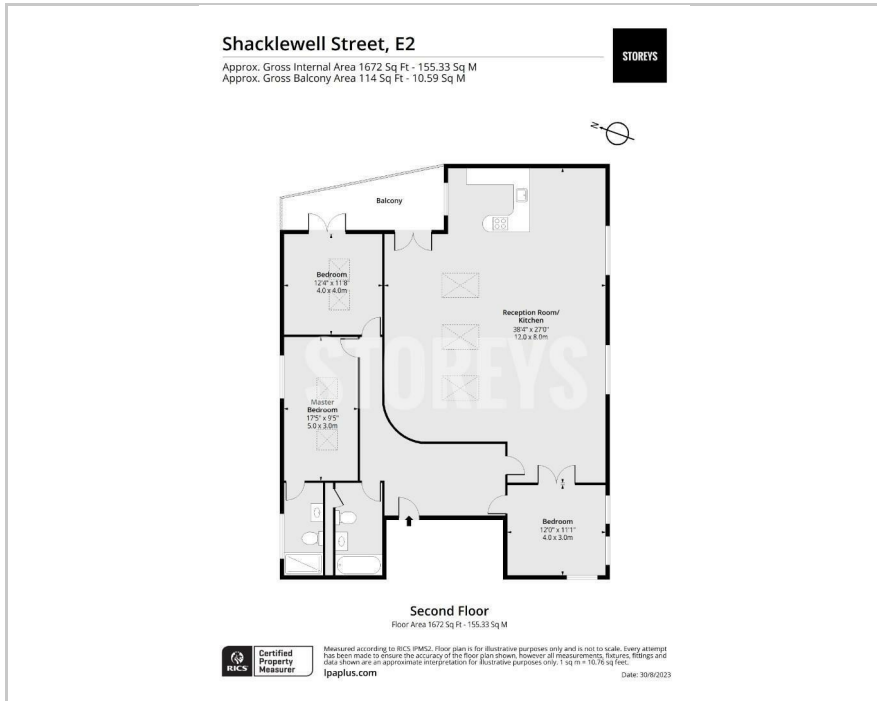 Shacklewell Street, E2
Approx. Gross Internal Area 1672 Sq Ft - 155.33 Sq M
Approx. Gross Balcony Area 114 Sq Ft - 10.59 Sq M
STOREYS
N
Balcony
Bedroom
12'4" x 11'8"
4.0 x 4.0m
Reception Room/
Kitchen
38'4" x 27'0"
12.0 x 8.0m
STOREYS
Master
Bedroom
17'5" x 9'5"
5.0 x 3.0m
Bedroom
12'0" x 11'1"
4.0 x 3.0m
Second Floor
Floor Area 1672 Sq Ft - 155.33 Sq M
RICS
Certified
Property
Measurer
Measured according to RICS IPMS2. Floor plan is for illustrative purposes only and is not to scale. Every attempt
has been made to ensure the accuracy of the floor plan shown, however all measurements, fixtures, fittings and
data shown are an approximate interpretation for illustrative purposes only. 1 sq m = 10.76 sq feet.
lpaplus.com
Date: 30/8/2023